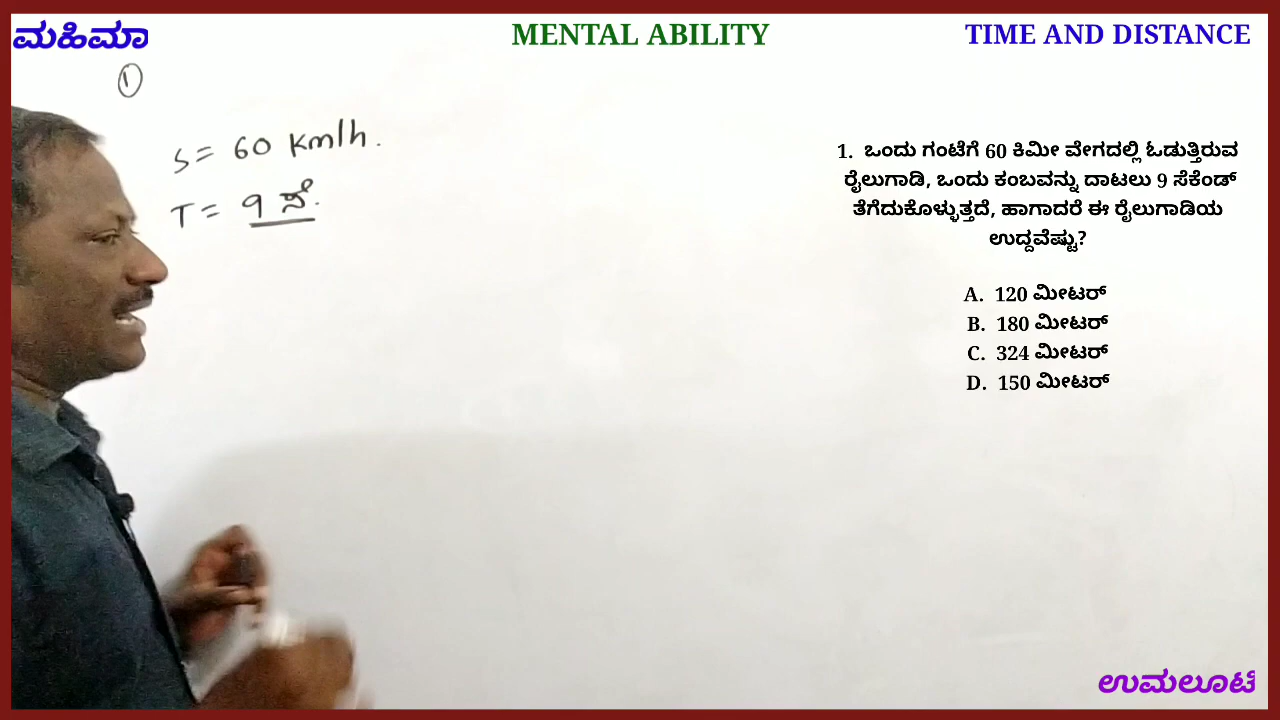 ಮಹಿಮಾ
MENTAL ABILITY
TIME AND DISTANCE
1
S = 60 km/h.
T = 9 ಸೆ.
1. ಒಂದು ಗಂಟೆಗೆ 60 ಕಿಮೀ ವೇಗದಲ್ಲಿ ಓಡುತ್ತಿರುವ
ರೈಲುಗಾಡಿ, ಒಂದು ಕಂಬವನ್ನು ದಾಟಲು 9 ಸೆಕೆಂಡ್
ತೆಗೆದುಕೊಳ್ಳುತ್ತದೆ, ಹಾಗಾದರೆ ಈ ರೈಲುಗಾಡಿಯ
ಉದ್ದವೆಷ್ಟು?
A. 120 ಮೀಟರ್
B. 180 ಮೀಟರ್
C. 324 ಮೀಟರ್
D. 150 ಮೀಟರ್
ಉಮಲೂಟಿ